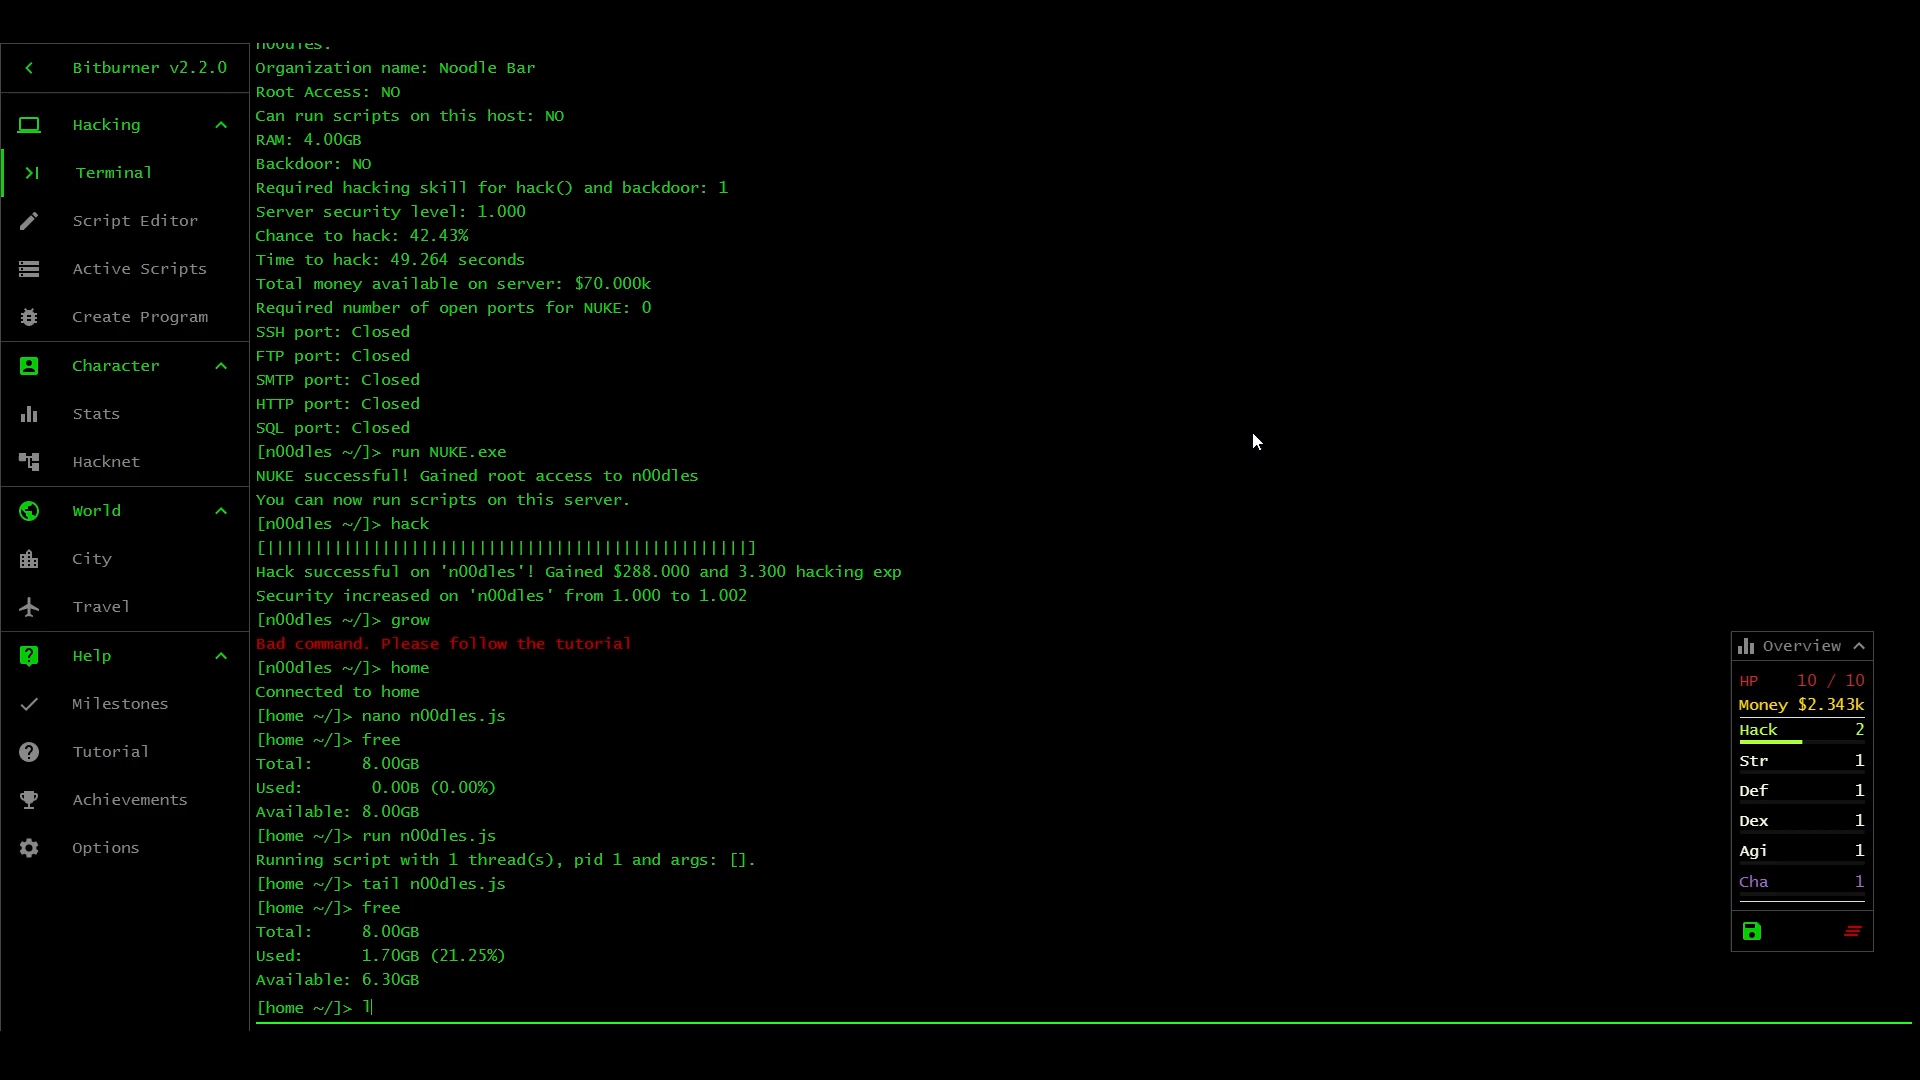 Bitburner v2.2.0
Hacking
Terminal
Script Editor
Active Scripts
Create Program
Character
Stats
Hacknet
World
City
Travel
Help
Milestones
Tutorial
Achievements
Options
n00dles:
Organization name: Noodle Bar
Root Access: NO
Can run scripts on this host: NO
RAM: 4.00GB
Backdoor: NO
Required hacking skill for hack() and backdoor: 1
Server security level: 1.000
Chance to hack: 42.43%
Time to hack: 49.264 seconds
Total money available on server: $70.000k
Required number of open ports for NUKE: 0
SSH port: Closed
FTP port: Closed
SMTP port: Closed
HTTP port: Closed
SQL port: Closed
[n00dles ~/]> run NUKE.exe
NUKE successful! Gained root access to n00dles
You can now run scripts on this server.
[n00dles ~/]> hack
[||||||||||||||||||||||||||||||||||||||||||||||||||]
Hack successful on 'n00dles'! Gained $288.000 and 3.300 hacking exp
Security increased on 'n00dles' from 1.000 to 1.002
[n00dles ~/]> grow
Bad command. Please follow the tutorial
[n00dles ~/]> home
Connected to home
[home ~/]> nano n00dles.js
[home ~/]> free
Total: 8.00GB
Used: 0.00B (0.00%)
Available: 8.00GB
[home ~/]> run n00dles.js
Running script with 1 thread(s), pid 1 and args: [].
[home ~/]> tail n00dles.js
[home ~/]> free
Total: 8.00GB
Used: 1.70GB (21.25%)
Available: 6.30GB
[home ~/]> l
Overview
HP 10 / 10
Money $2.343k
Hack 2
Str 1
Def 1
Dex 1
Agi 1
Cha 1